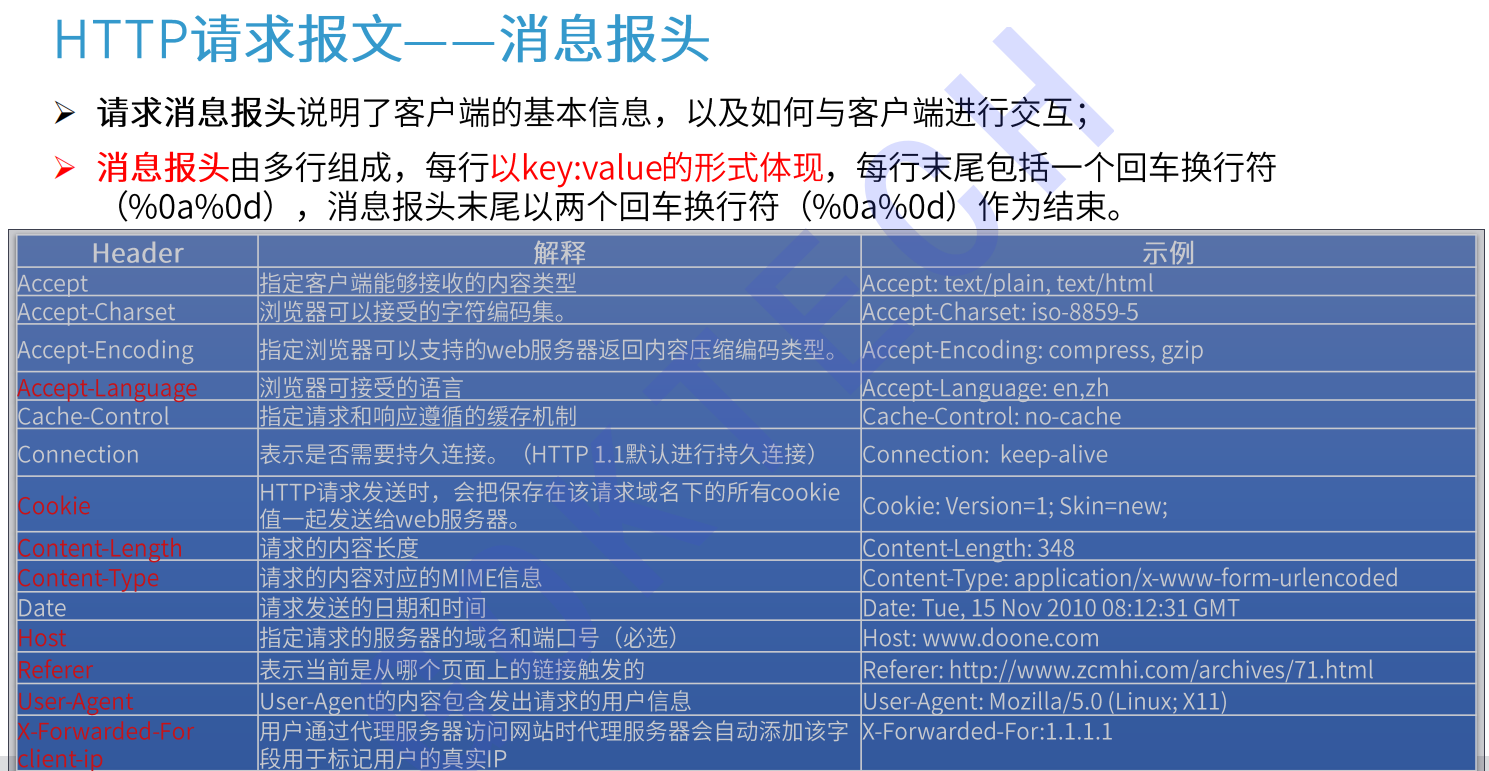 HTTP请求报文——消息报头
请求消息报头说明了客户端的基本信息，以及如何与客户端进行交互；
消息报头由多行组成，每行以key:value的形式体现，每行末尾包括一个回车换行符
（%0a%0d），消息报头末尾以两个回车换行符（%0a%0d）作为结束。
Header 解释 示例
Accept 指定客户端能够接收的内容类型 Accept: text/plain, text/html
Accept-Charset 浏览器可以接受的字符编码集。 Accept-Charset: iso-8859-5
Accept-Encoding 指定浏览器可以支持的web服务器返回内容压缩编码类型。 Accept-Encoding: compress, gzip
Accept-Language 浏览器可接受的语言 Accept-Language: en,zh
Cache-Control 指定请求和响应遵循的缓存机制 Cache-Control: no-cache
Connection 表示是否需要持久连接。（HTTP 1.1默认进行持久连接） Connection: keep-alive
Cookie HTTP请求发送时，会把保存在该请求域名下的所有cookie Cookie: Version=1; Skin=new;
值一起发送给web服务器。
Content-Length 请求的内容长度 Content-Length: 348
Content-Type 请求的内容对应的MIME信息 Content-Type: application/x-www-form-urlencoded
Date 请求发送的日期和时间 Date: Tue, 15 Nov 2010 08:12:31 GMT
Host 指定请求的服务器的域名和端口号（必选） Host: www.doone.com
Referer 表示当前是从哪个页面上的链接触发的 Referer: http://www.zcmhi.com/archives/71.html
User-Agent User-Agent的内容包含发出请求的用户信息 User-Agent: Mozilla/5.0 (Linux; X11)
X-Forwarded-For 用户通过代理服务器访问网站时代理服务器会自动添加该字 X-Forwarded-For:1.1.1.1
client-ip 段用于标记用户的真实IP